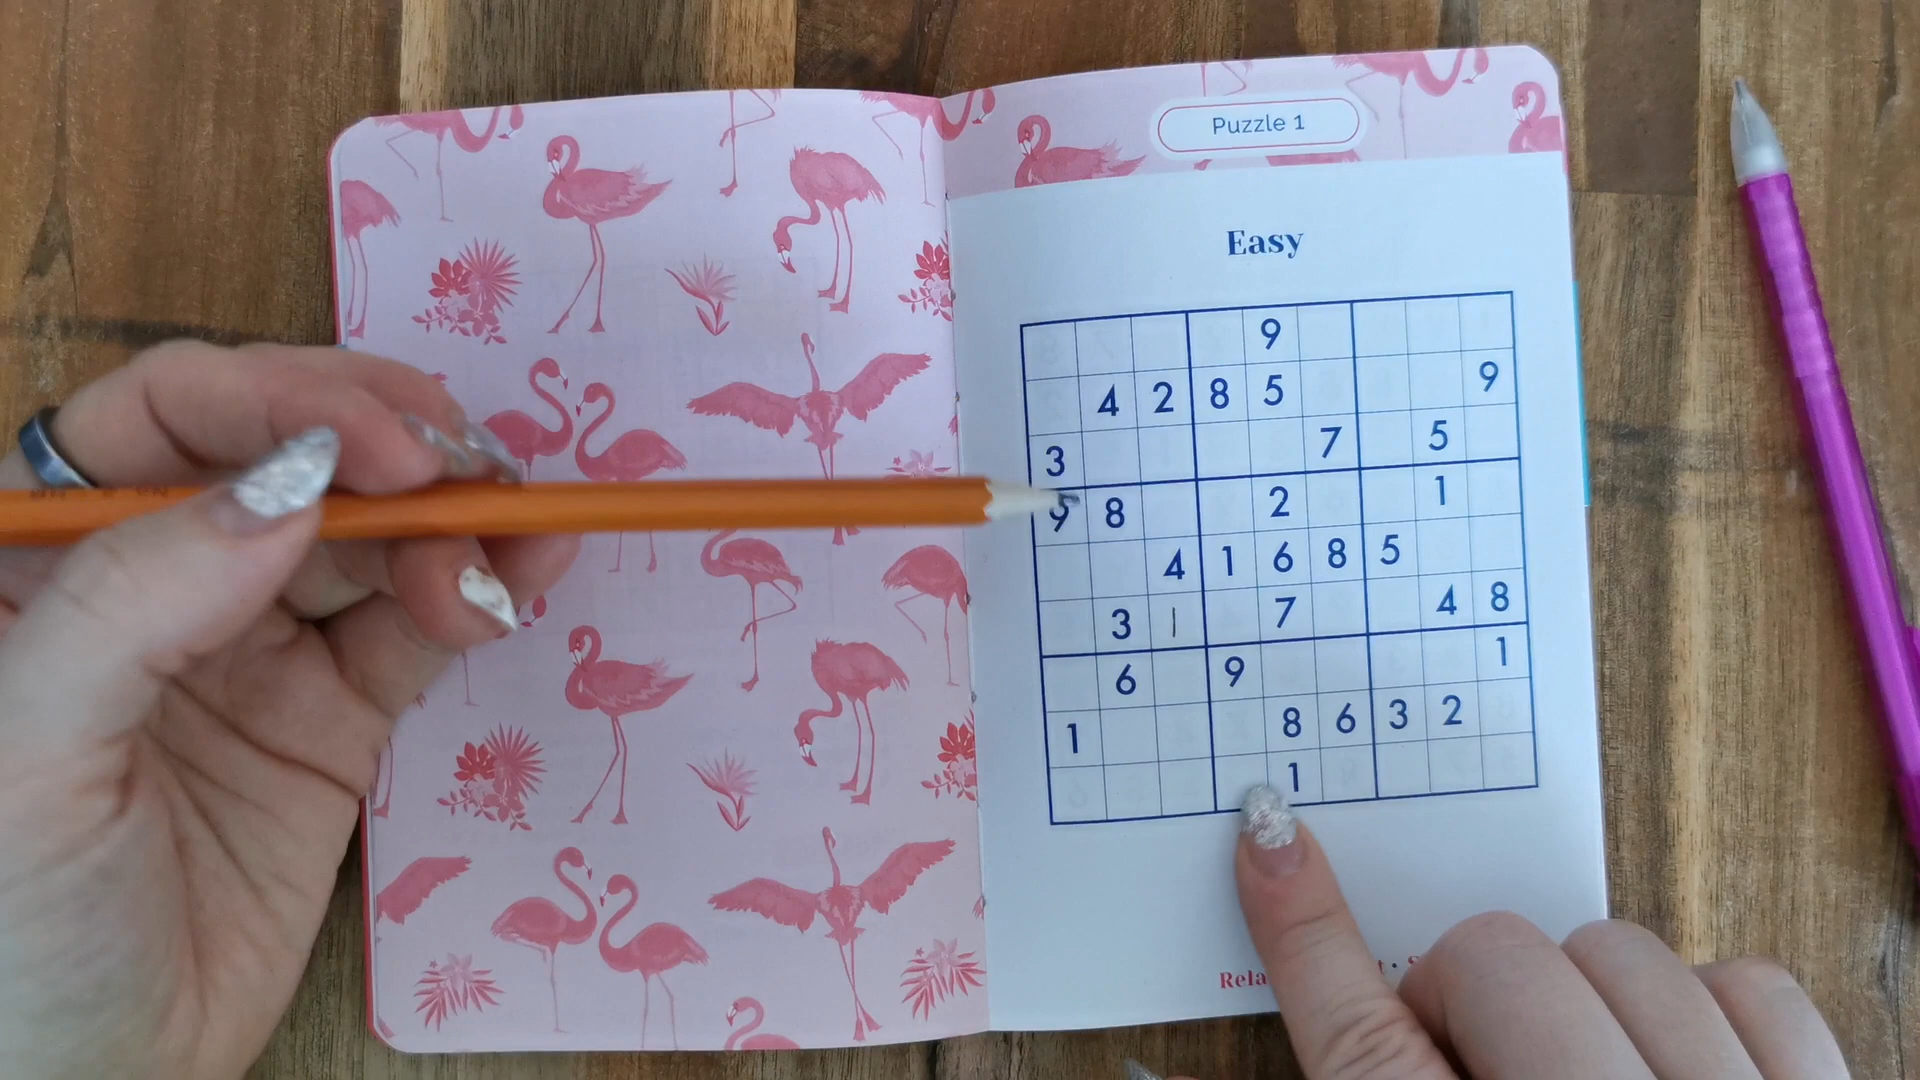 Puzzle 1
Easy
9
4 2 8 5 9
3 7 5
9 8 2 1
4 1 6 8 5
3 1 7 4 8
6 9 1
1 8 6 3 2
1